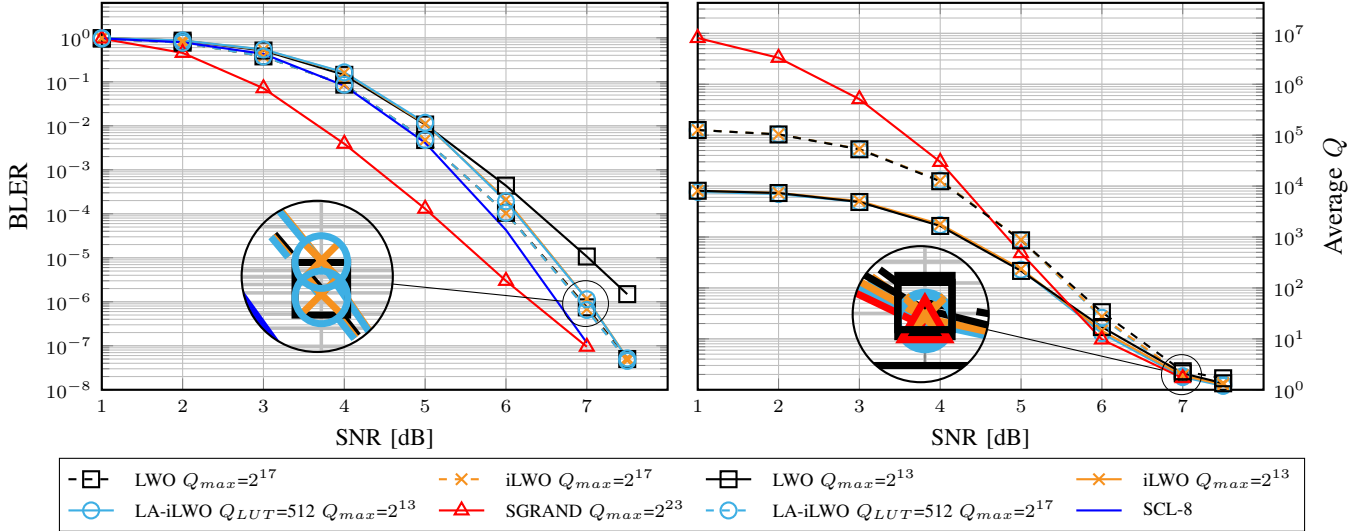 BLER
10^0
10^−1
10^−2
10^−3
10^−4
10^−5
10^−6
10^−7
10^−8
1 2 3 4 5 6 7
SNR [dB]
10^7
10^6
10^5
10^4
10^3
10^2
10^1
10^0
Average Q
1 2 3 4 5 6 7
SNR [dB]
LWO Q_max=2^17 iLWO Q_max=2^17 LWO Q_max=2^13 iLWO Q_max=2^13
LA-iLWO Q_LUT=512 Q_max=2^13 SGRAND Q_max=2^23 LA-iLWO Q_LUT=512 Q_max=2^17 SCL-8